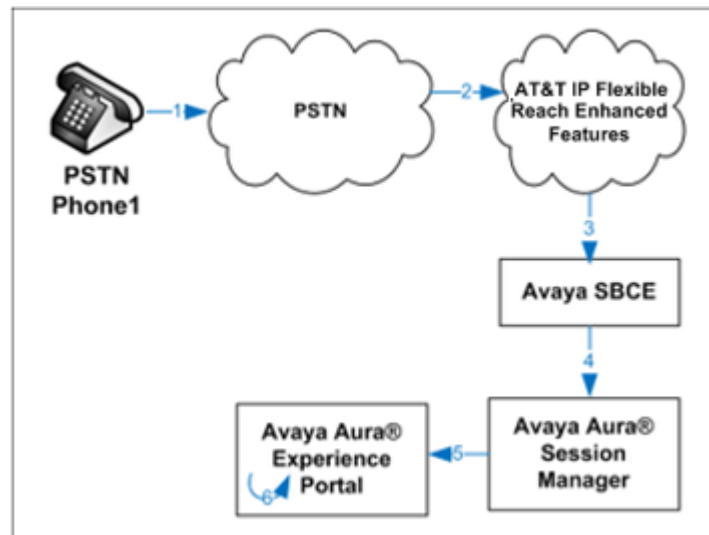 1
PSTN
2
AT&T IP Flexible
Reach Enhanced
Features
PSTN
Phone1
3
Avaya SBCE
4
Avaya Aura®
Experience
Portal
6
5
Avaya Aura®
Session
Manager